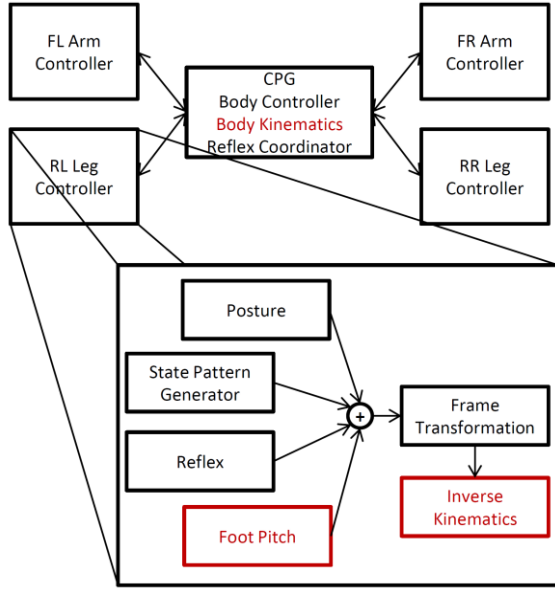 FL Arm
Controller
FR Arm
Controller
CPG
Body Controller
Body Kinematics
Reflex Coordinator
RL Leg
Controller
RR Leg
Controller
Posture
State Pattern
Generator
+
Frame
Transformation
Reflex
Inverse
Kinematics
Foot Pitch